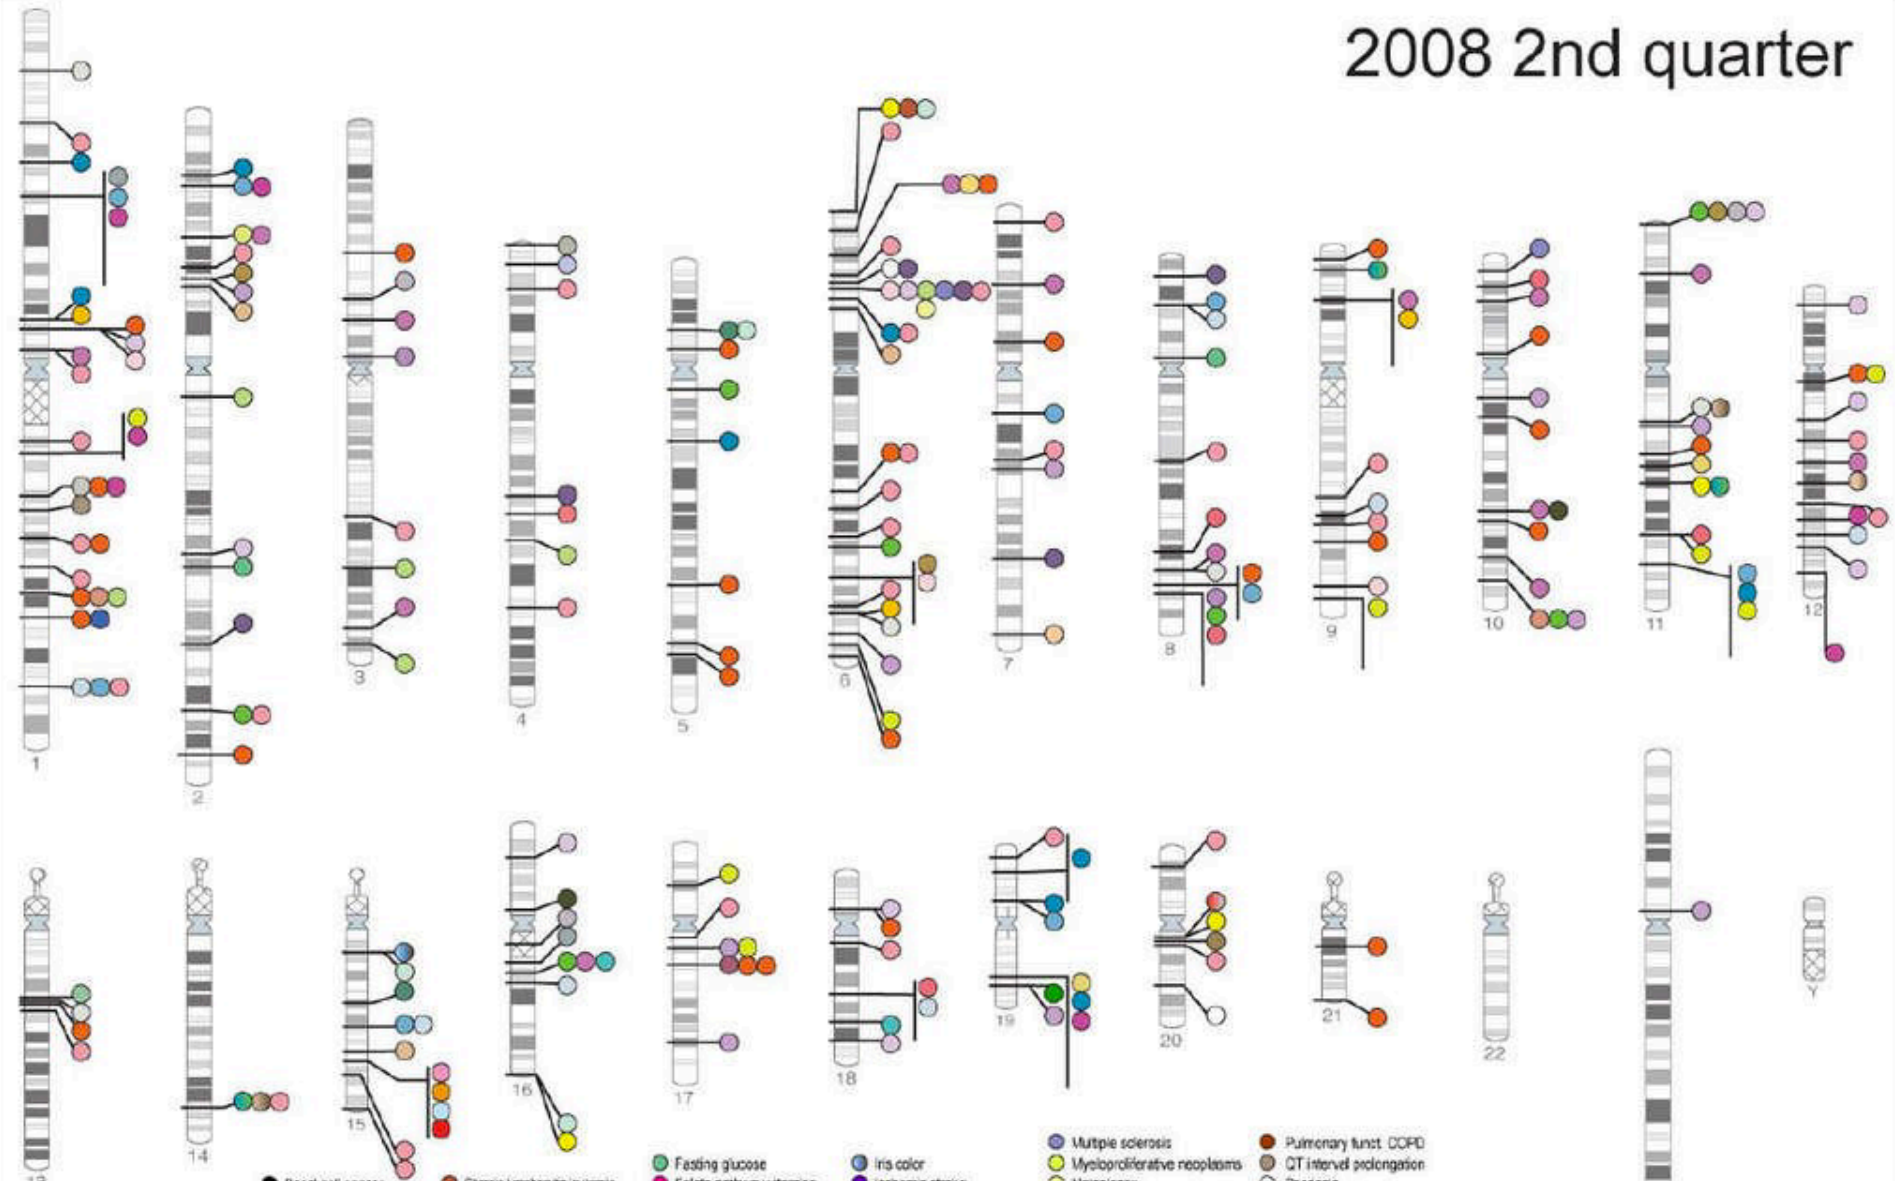 2008 2nd quarter
1
2
3
4
5
6
7
8
9
10
11
12
14
15
16
17
18
19
20
21
22
Y
Multiple sclerosis
Pulmonary funct. COPD
Fasting glucose
Iris color
Myeloproliferative neoplasms
QT interval prolongation